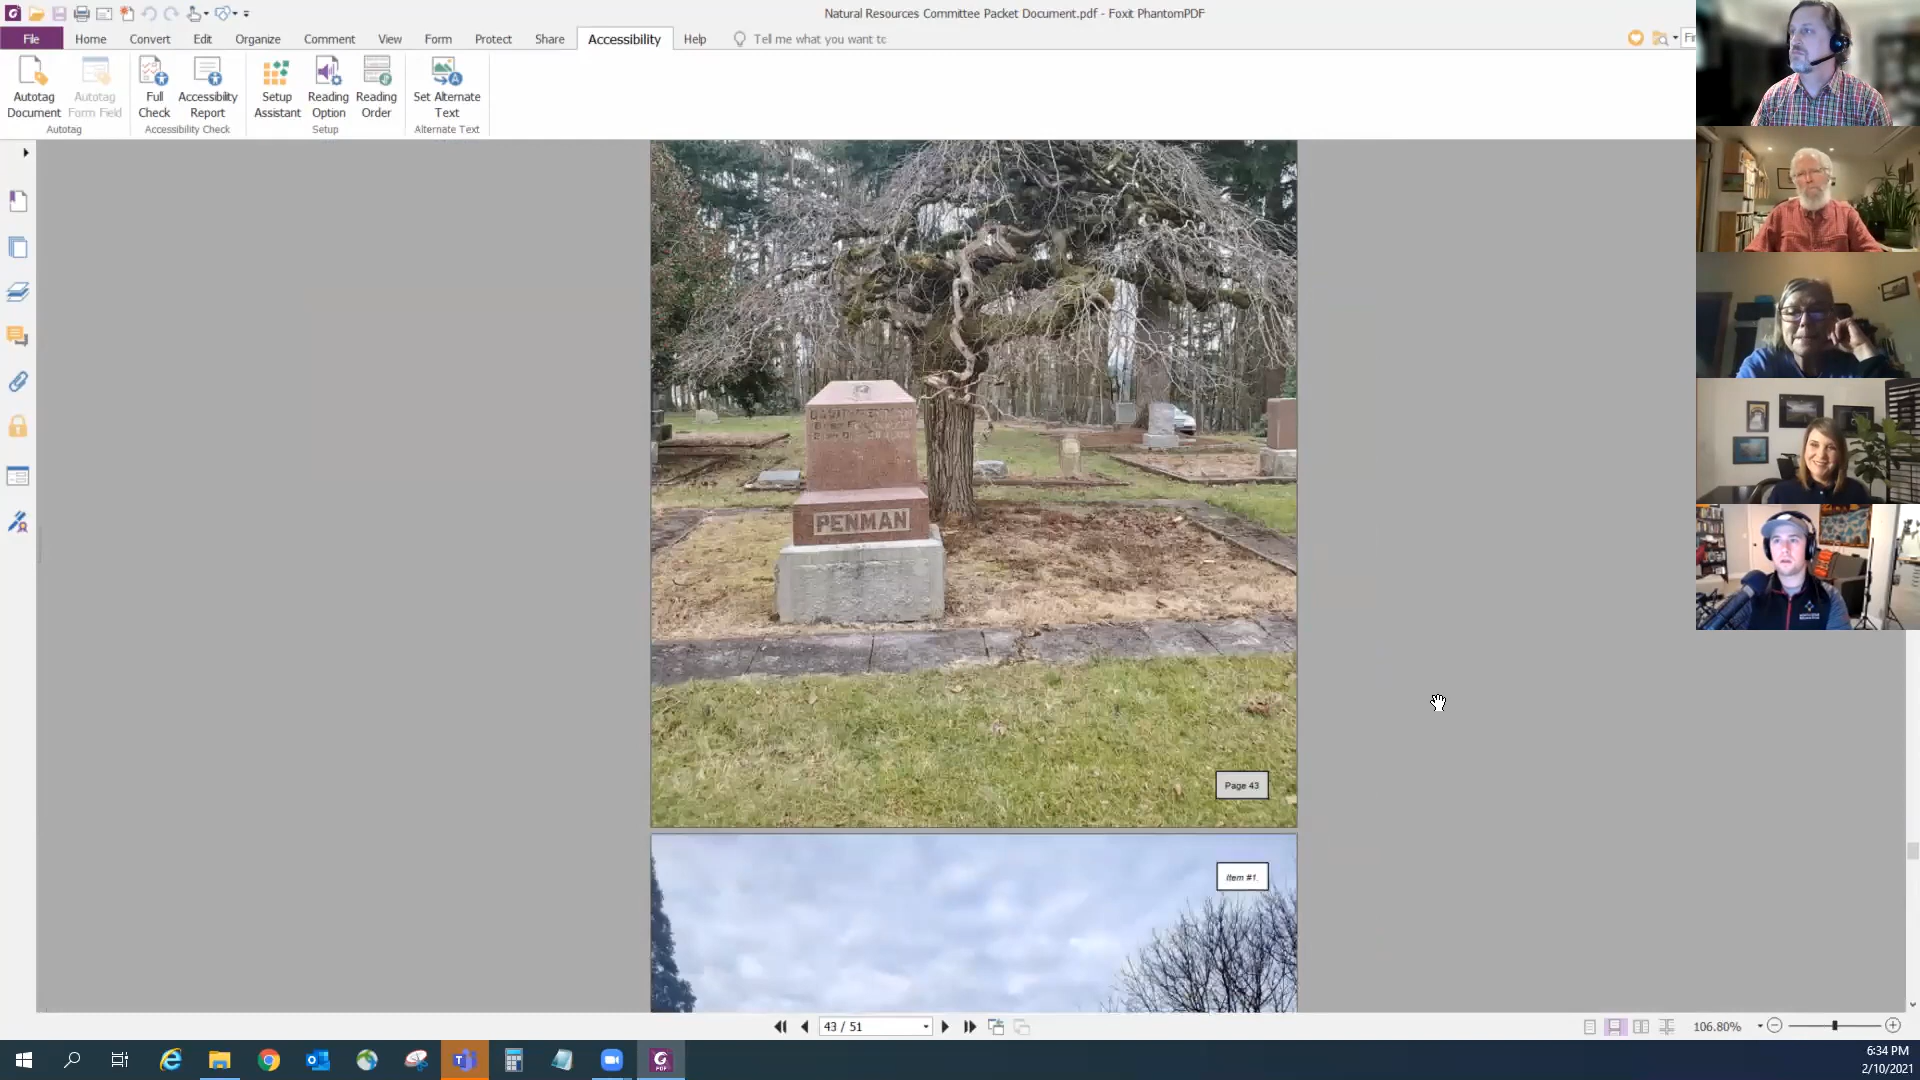 Natural Resources Committee Packet Document.pdf - Foxit PhantomPDF
File Home Convert Edit Organize Comment View Form Protect Share Accessibility Help Tell me what you want to
Autotag Document
Autotag Form Field
Full Check
Accessibility Report
Setup Assistant
Reading Option
Reading Order
Set Alternate Text
Autotag
Accessibility Check
Setup
Alternate Text
PENMAN
Page 43
Item #1.
43 / 51
106.80%
6:34 PM
2/10/2021